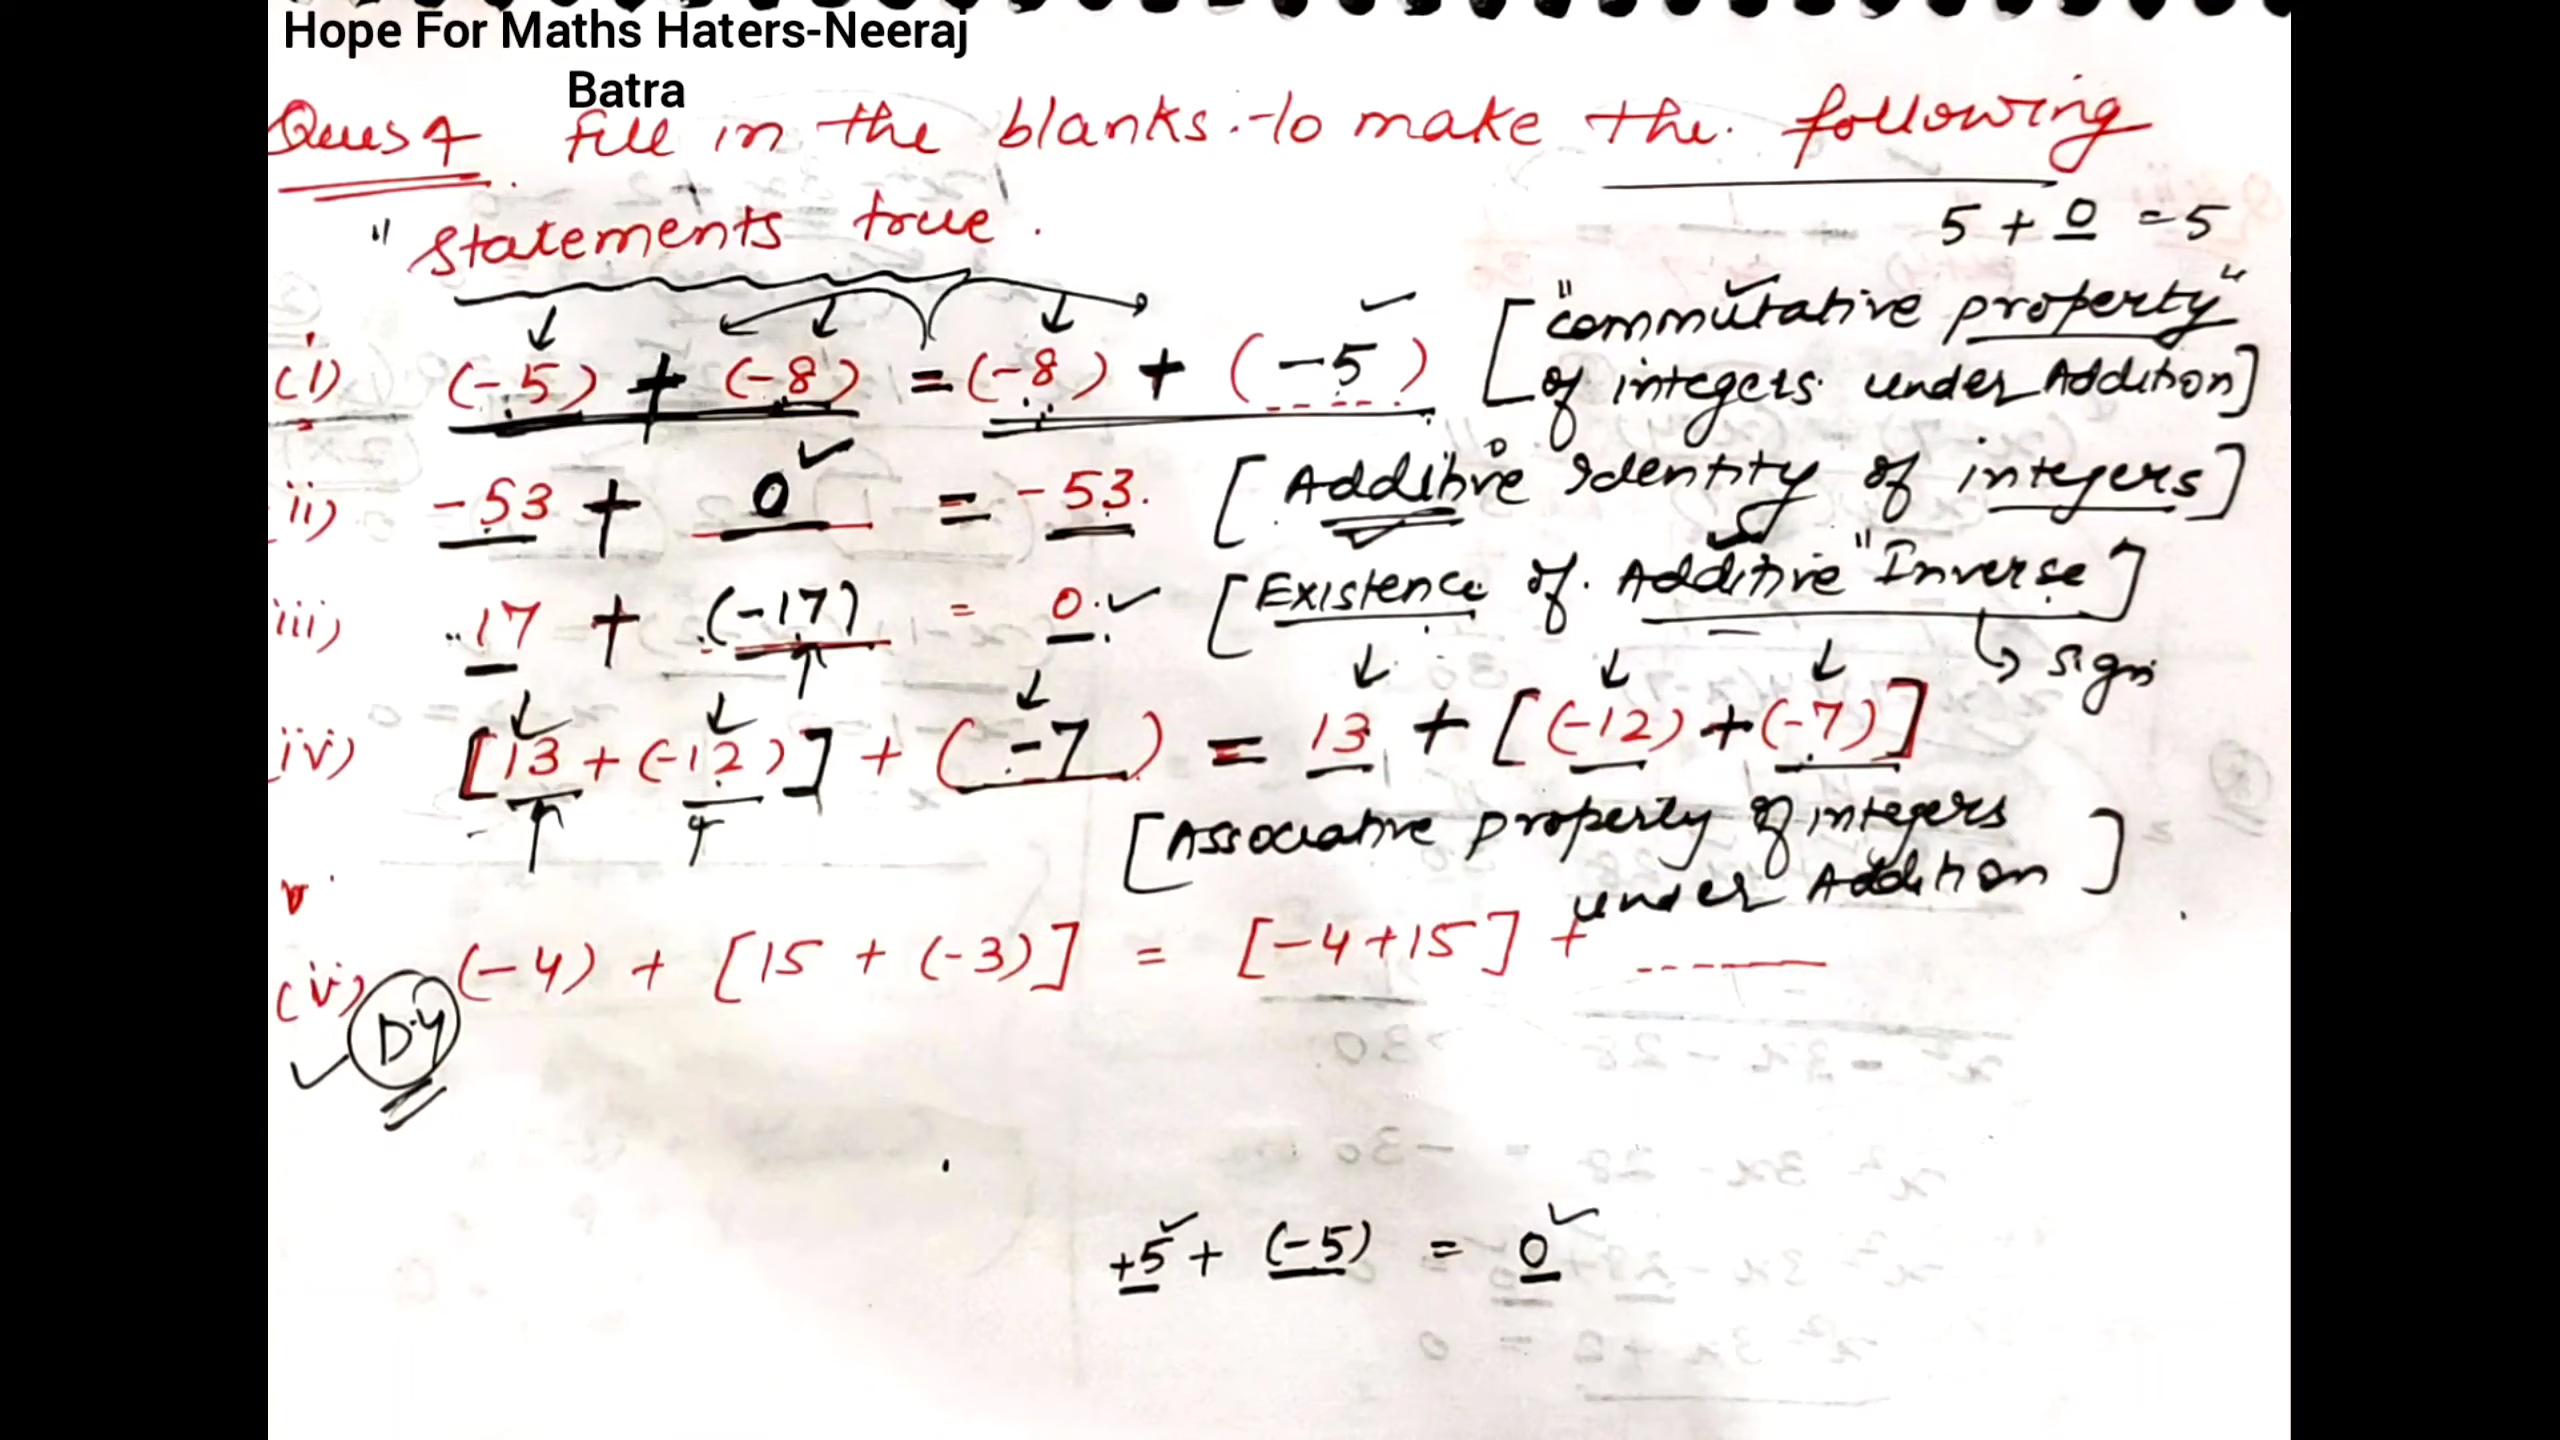 Hope For Maths Haters-Neeraj
Batra
Ques 4 fill in the blanks to make the following
" statements true.
5 + 0 = 5
(i) (-5) + (-8) = (-8) + (-5) ["commutative property" of integers under Addition]
ii) -53 + 0 = -53. [Additive Identity of integers]
iii) 17 + (-17) = 0. [Existence of Additive "Inverse]
sign
iv) [13 + (-12)] + (-7) = 13 + [(-12) + (-7)]
[Associative property of integers
under Addition]
v
(v) (-4) + [15 + (-3)] = [-4+15] + ------
D.y
+5 + (-5) = 0